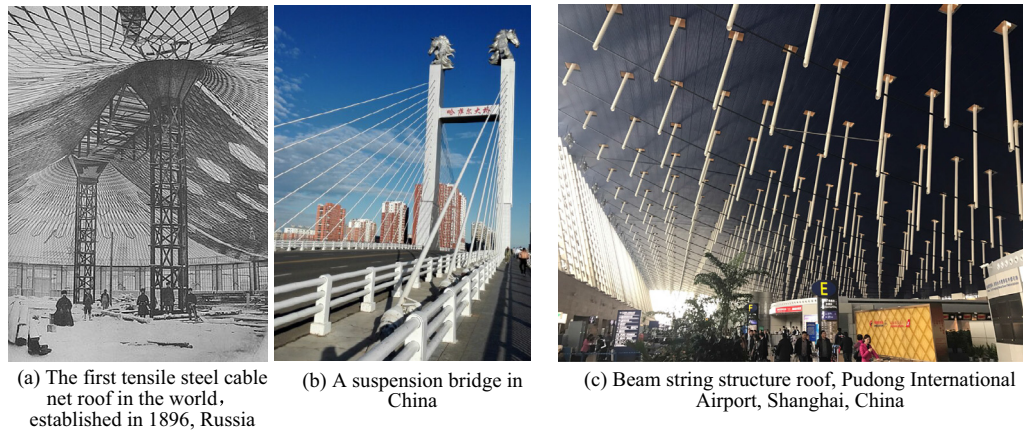 E
(a) The first tensile steel cable
net roof in the world，
established in 1896, Russia
(b) A suspension bridge in
China
(c) Beam string structure roof, Pudong International
Airport, Shanghai, China